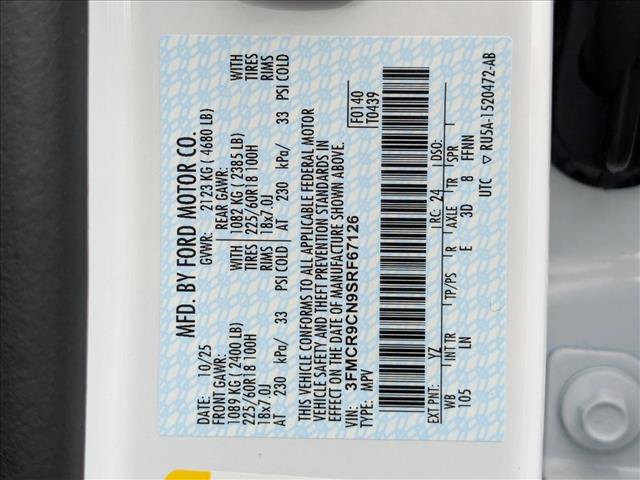 MFD. BY FORD MOTOR CO.
DATE: 10/25 GVWR: 2123 KG ( 4680 LB)
FRONT GAWR: REAR GAWR:
1089 KG ( 2400 LB) 1082 KG ( 2385 LB) WITH
225/60R18 100H 225/60R18 100H TIRES
18x7.0J 18x7.0J RIMS
AT 230 kPa/ 33 PSI COLD AT 230 kPa/ 33 PSI COLD
WITH
TIRES
RIMS
THIS VEHICLE CONFORMS TO ALL APPLICABLE FEDERAL MOTOR
VEHICLE SAFETY AND THEFT PREVENTION STANDARDS IN
EFFECT ON THE DATE OF MANUFACTURE SHOWN ABOVE.
VIN: 3FMCR9CN9SRF67126 F0140
TYPE: MPV T0439
EXT PNT: YZ RC: 24 DSO:
WB INT TR TP/PS R AXLE TR SPR
105 LN E 3D 8 FFNN
UTC ▽ RU5A-1520472-AB